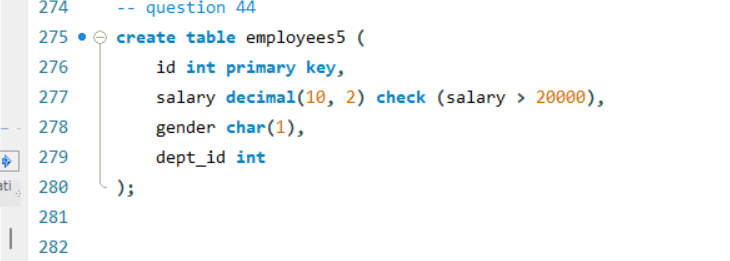 274 -- question 44
275 create table employees5 (
276 id int primary key,
277 salary decimal(10, 2) check (salary > 20000),
278 gender char(1),
279 dept_id int
ati 280 );
281
282